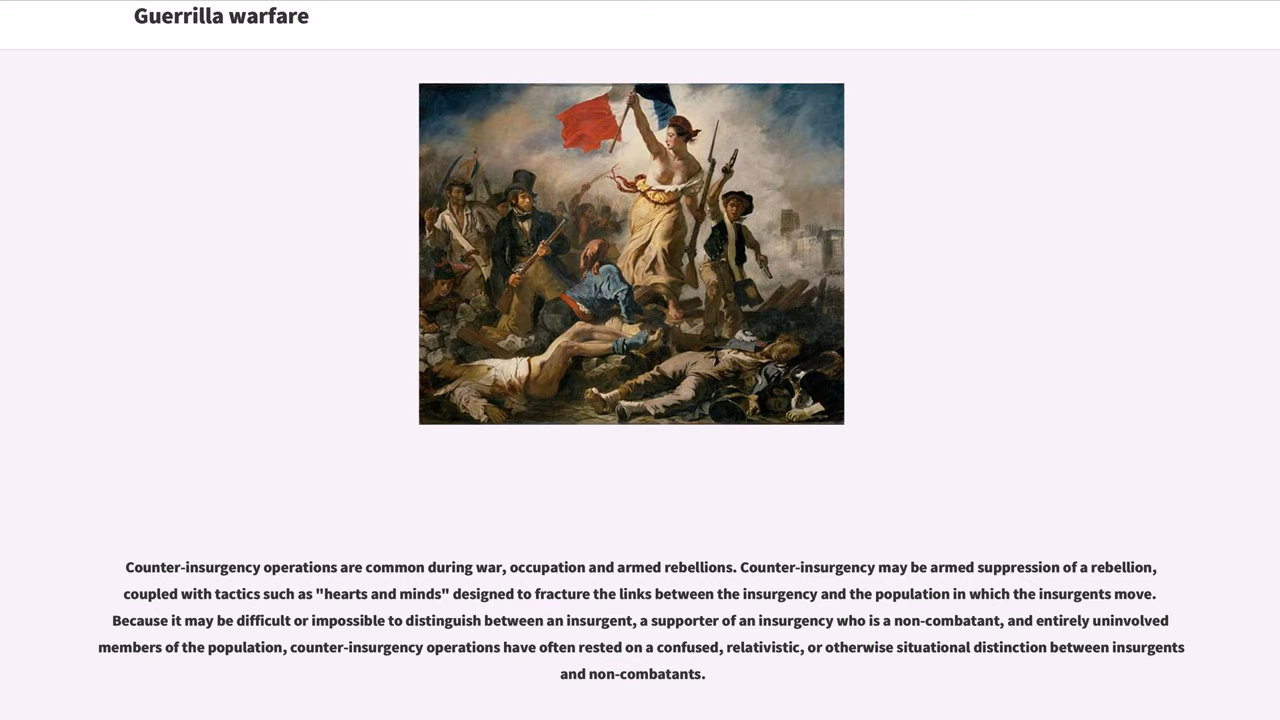 Guerrilla warfare
Counter-insurgency operations are common during war, occupation and armed rebellions. Counter-insurgency may be armed suppression of a rebellion,
coupled with tactics such as "hearts and minds" designed to fracture the links between the insurgency and the population in which the insurgents move.
Because it may be difficult or impossible to distinguish between an insurgent, a supporter of an insurgency who is a non-combatant, and entirely uninvolved
members of the population, counter-insurgency operations have often rested on a confused, relativistic, or otherwise situational distinction between insurgents
and non-combatants.